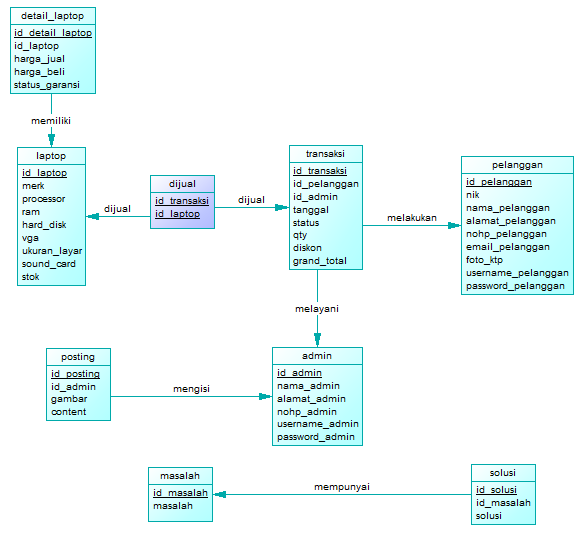 detail_laptop
id_detail_laptop
id_laptop
harga_jual
harga_beli
status_garansi
memiliki
laptop
id_laptop
merk
processor
ram
hard_disk
vga
ukuran_layar
sound_card
stok
dijual
dijual
id_transaksi
id_laptop
dijual
transaksi
id_transaksi
id_pelanggan
id_admin
tanggal
status
qty
diskon
grand_total
melakukan
pelanggan
id_pelanggan
nik
nama_pelanggan
alamat_pelanggan
nohp_pelanggan
email_pelanggan
foto_ktp
username_pelanggan
password_pelanggan
melayani
posting
id_posting
id_admin
gambar
content
mengisi
admin
id_admin
nama_admin
alamat_admin
nohp_admin
username_admin
password_admin
masalah
id_masalah
masalah
mempunyai
solusi
id_solusi
id_masalah
solusi